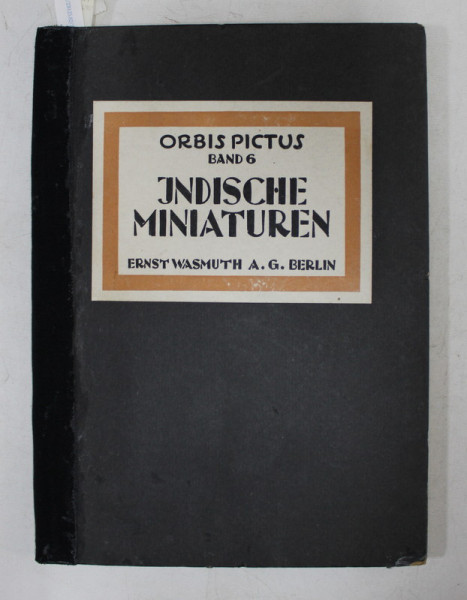 ORBIS PICTUS
BAND 6
INDISCHE
MINIATUREN
ERNST WASMUTH A. G. BERLIN